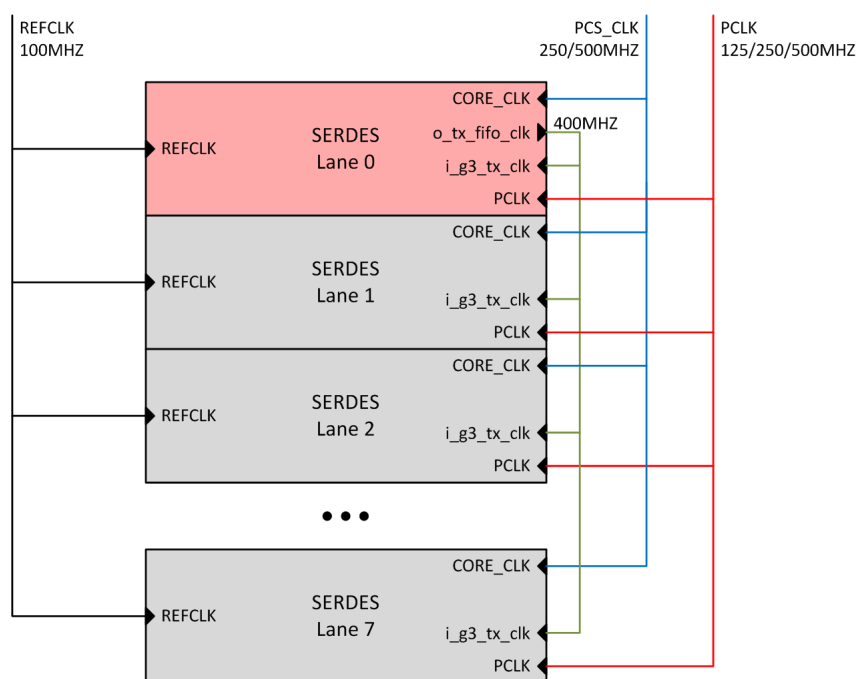 REFCLK
100MHZ
PCS_CLK
250/500MHZ
PCLK
125/250/500MHZ
CORE_CLK
400MHZ
o_tx_fifo_clk
SERDES
Lane 0
REFCLK
i_g3_tx_clk
PCLK
CORE_CLK
SERDES
Lane 1
REFCLK
i_g3_tx_clk
PCLK
CORE_CLK
SERDES
Lane 2
REFCLK
i_g3_tx_clk
PCLK
CORE_CLK
SERDES
Lane 7
REFCLK
i_g3_tx_clk
PCLK